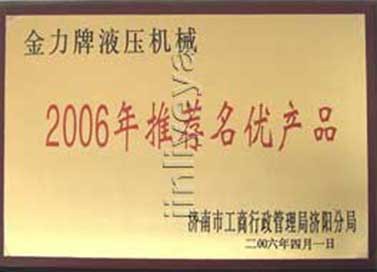 金力牌液压机械
2006年推荐名优产品
jinliyeya
济南市工商行政管理局济阳分局
二00六年四月一日